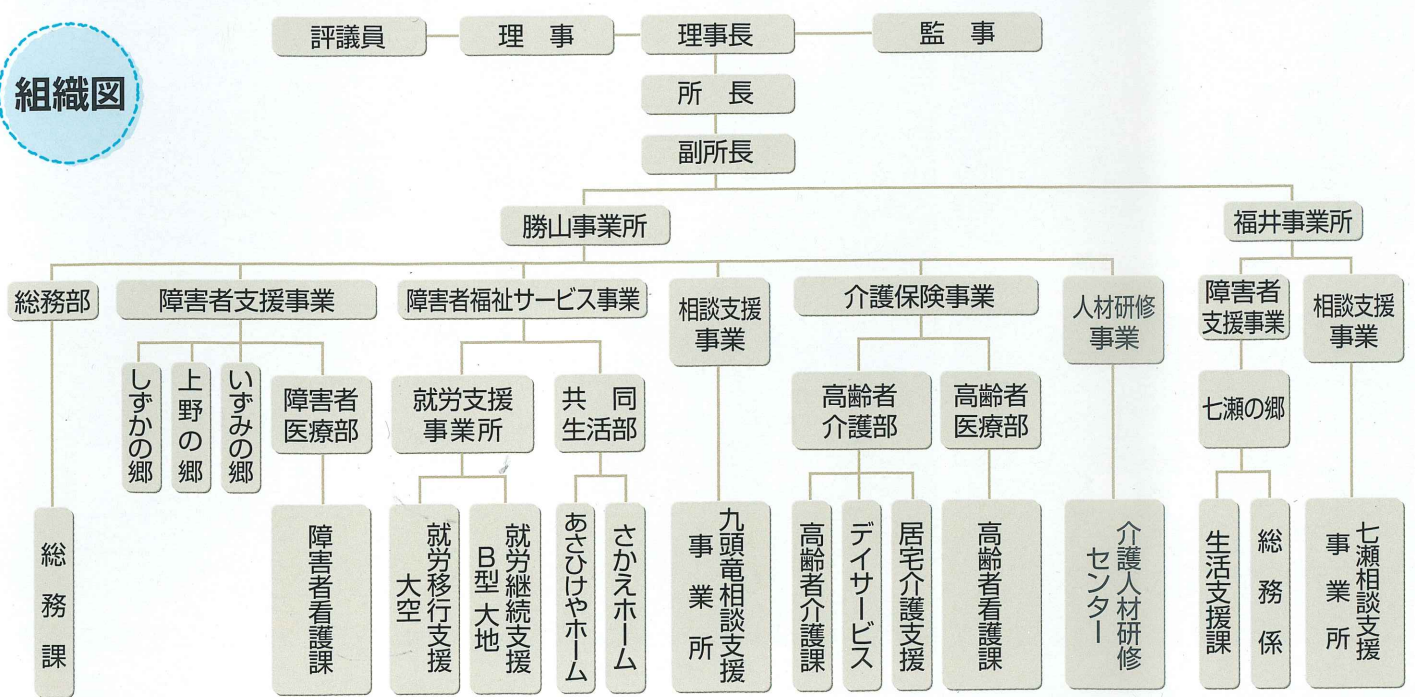 組織図
評議員
理 事
理事長
監 事
所 長
副所長
勝山事業所
福井事業所
総務部
障害者支援事業
障害者福祉サービス事業
相談支援
事業
介護保険事業
人材研修
事業
障害者
支援事業
相談支援
事業
しずかの郷
上野の郷
いずみの郷
障害者
医療部
就労支援
事業所
共 同
生活部
高齢者
介護部
高齢者
医療部
七瀬の郷
総務課
障害者看護課
就労移行支援
大空
就労継続支援
B型 大地
あさひけやホーム
さかえホーム
九頭竜相談支援
事業所
高齢者介護課
デイサービス
居宅介護支援
高齢者看護課
介護人材研修
センター
生活支援課
総務係
七瀬相談支援
事業所